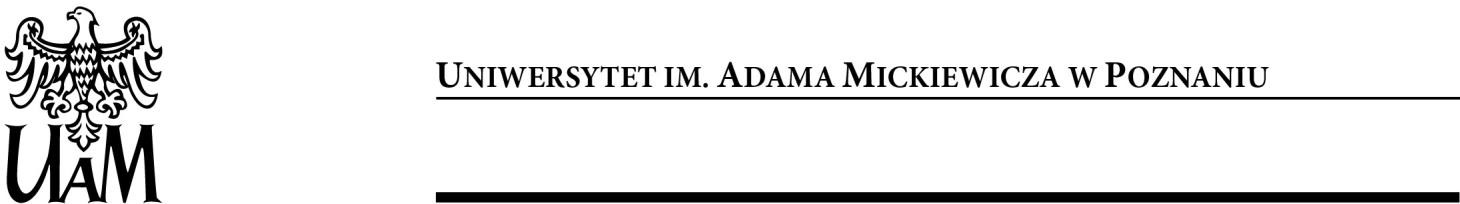 UNIWERSYTET IM. ADAMA MICKIEWICZA W POZNANIU
UAM